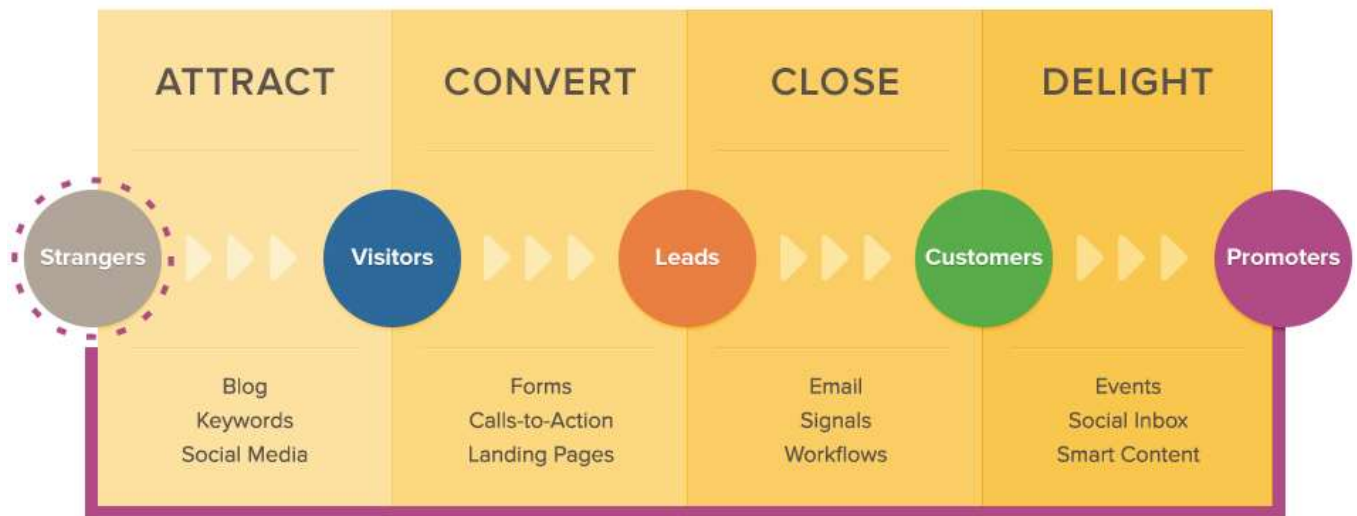 ATTRACT
CONVERT
CLOSE
DELIGHT
Strangers
Visitors
Leads
Customers
Promoters
Blog
Keywords
Social Media
Forms
Calls-to-Action
Landing Pages
Email
Signals
Workflows
Events
Social Inbox
Smart Content